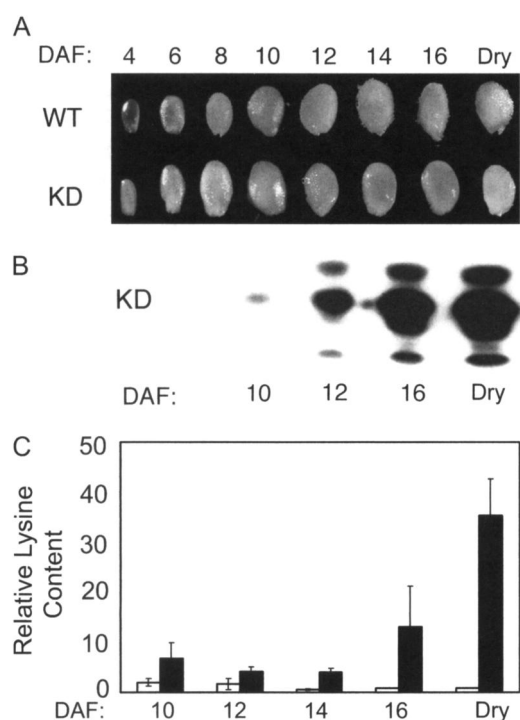 A
DAF: 4 6 8 10 12 14 16 Dry
WT
KD
B
KD
DAF: 10 12 16 Dry
C
50
40
30
20
10
0
Relative Lysine
Content
DAF: 10 12 14 16 Dry